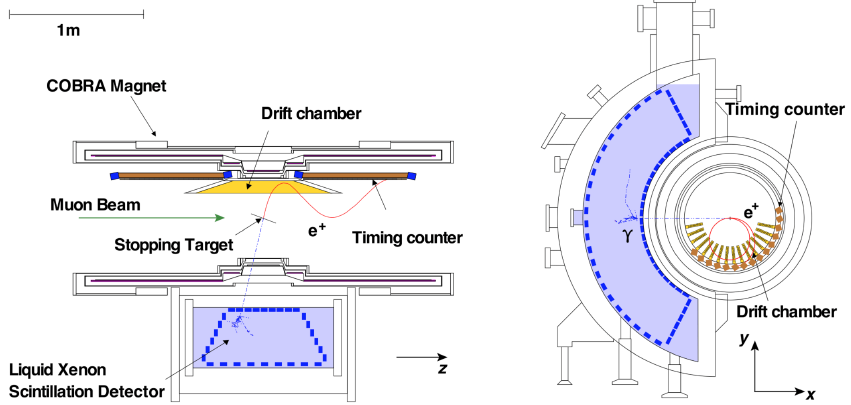 1m
COBRA Magnet
Drift chamber
Muon Beam
Stopping Target
e+
Timing counter
Liquid Xenon
Scintillation Detector
z
Timing counter
e+
γ
Drift chamber
y
x